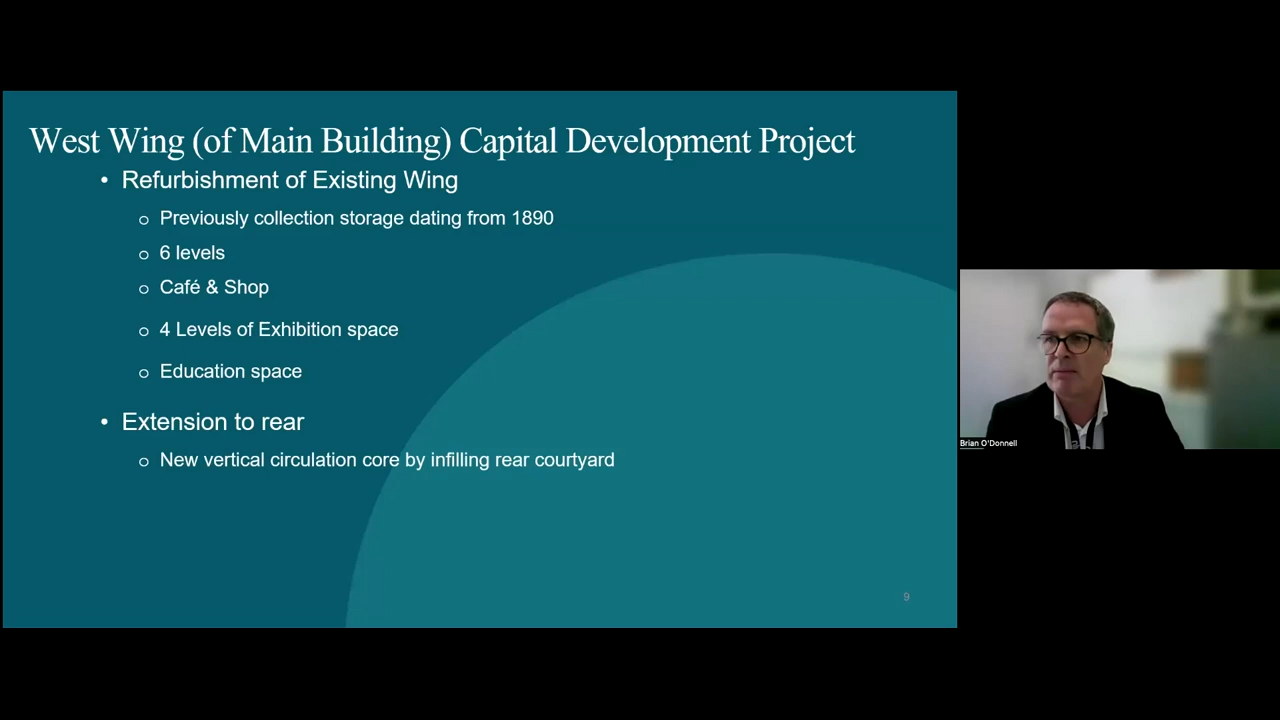 West Wing (of Main Building) Capital Development Project
• Refurbishment of Existing Wing
o Previously collection storage dating from 1890
o 6 levels
o Café & Shop
o 4 Levels of Exhibition space
o Education space
• Extension to rear
o New vertical circulation core by infilling rear courtyard
9
Brian O'Donnell